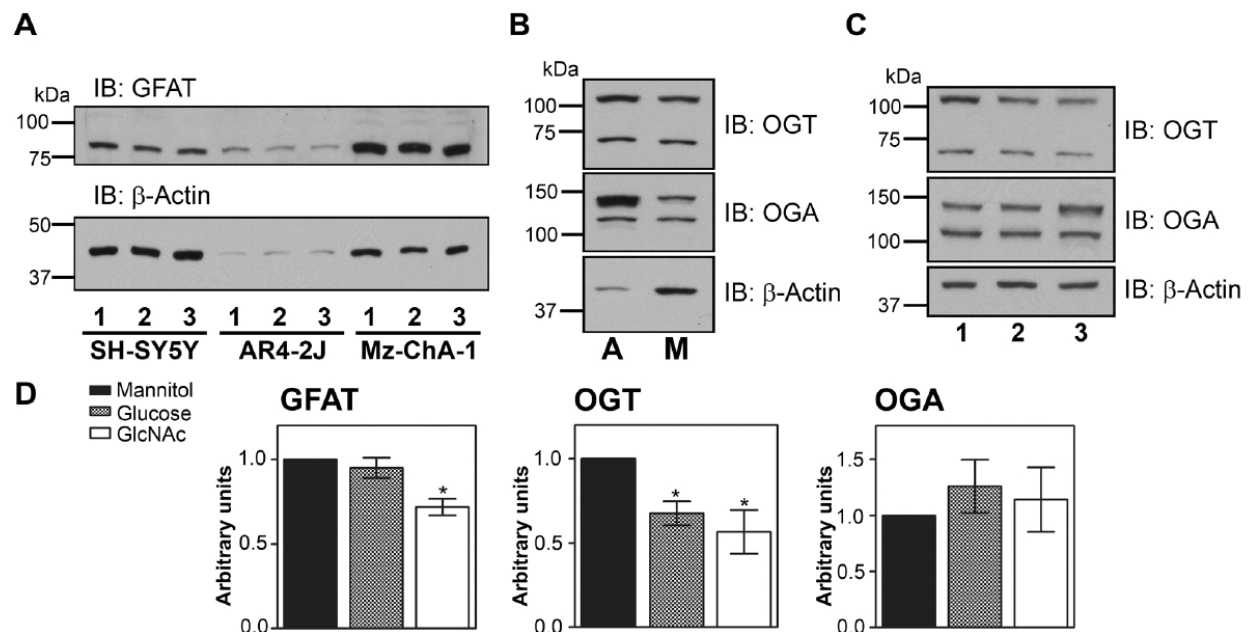 A
IB: GFAT
kDa
100
75
IB: β-Actin
50
37
1 2 3 1 2 3 1 2 3
SH-SY5Y AR4-2J Mz-ChA-1
B
kDa
100
75
IB: OGT
150
100
IB: OGA
37
IB: β-Actin
A M
C
kDa
100
75
IB: OGT
150
100
IB: OGA
37
IB: β-Actin
1 2 3
D
Mannitol
Glucose
GlcNAc
GFAT
Arbitrary units
1.0
0.5
0.0
*
OGT
Arbitrary units
1.0
0.5
0.0
* *
OGA
Arbitrary units
1.5
1.0
0.5
0.0